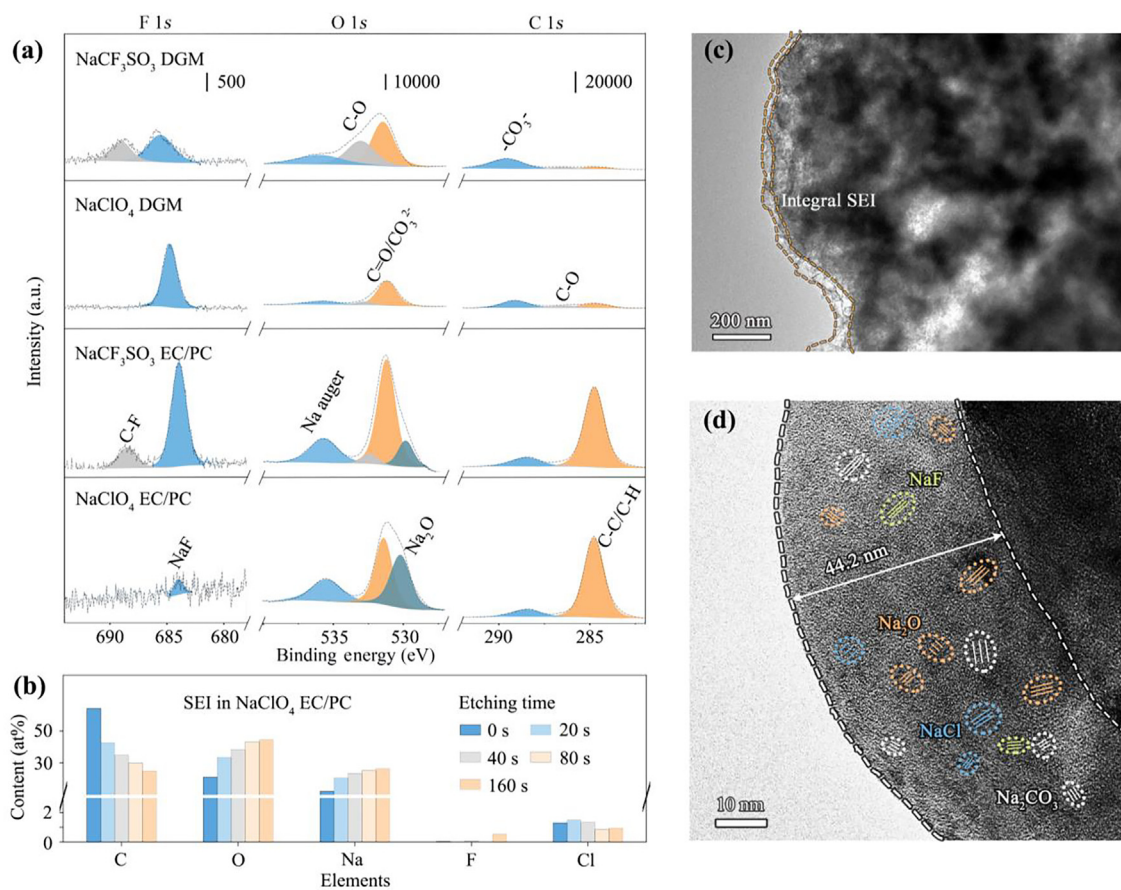 F 1s O 1s C 1s
(a)
NaCF₃SO₃ DGM
500
10000
20000
C-O
-CO₃-
NaClO₄ DGM
C=O/CO₃²⁻
C-O
NaCF₃SO₃ EC/PC
C-F
Na auger
NaClO₄ EC/PC
NaF
Na₂O
C-C/C-H
Intensity (a.u.)
690 685 680 535 530 290 285
Binding energy (eV)
(b)
SEI in NaClO₄ EC/PC
Etching time
0 s 20 s
40 s 80 s
160 s
Content (at%)
50
30
2
0
C O Na F Cl
Elements
(c)
Integral SEI
200 nm
(d)
NaF
44.2 nm
Na₂O
NaCl
Na₂CO₃
10 nm